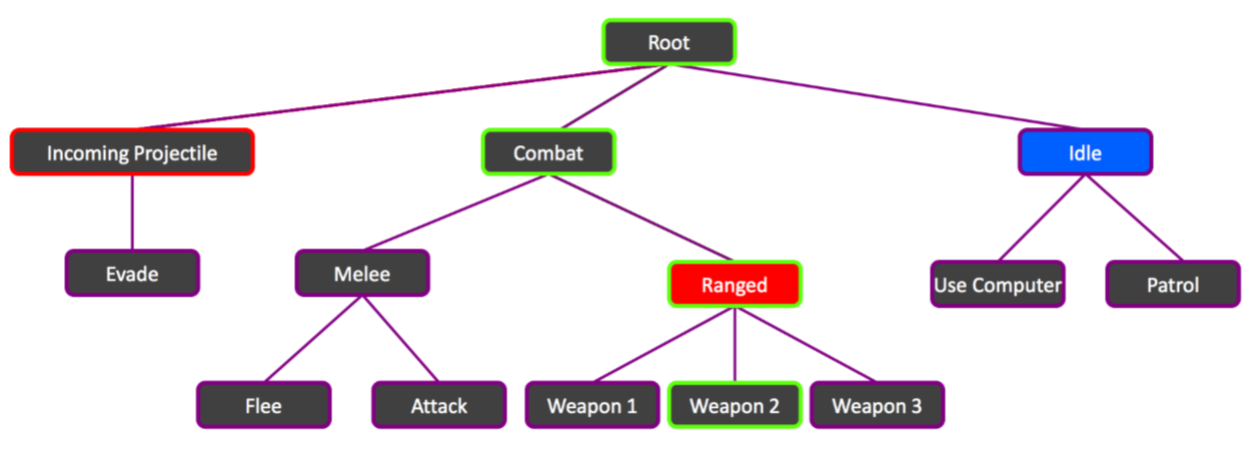 Root
Incoming Projectile
Combat
Idle
Evade
Melee
Ranged
Use Computer
Patrol
Flee
Attack
Weapon 1
Weapon 2
Weapon 3